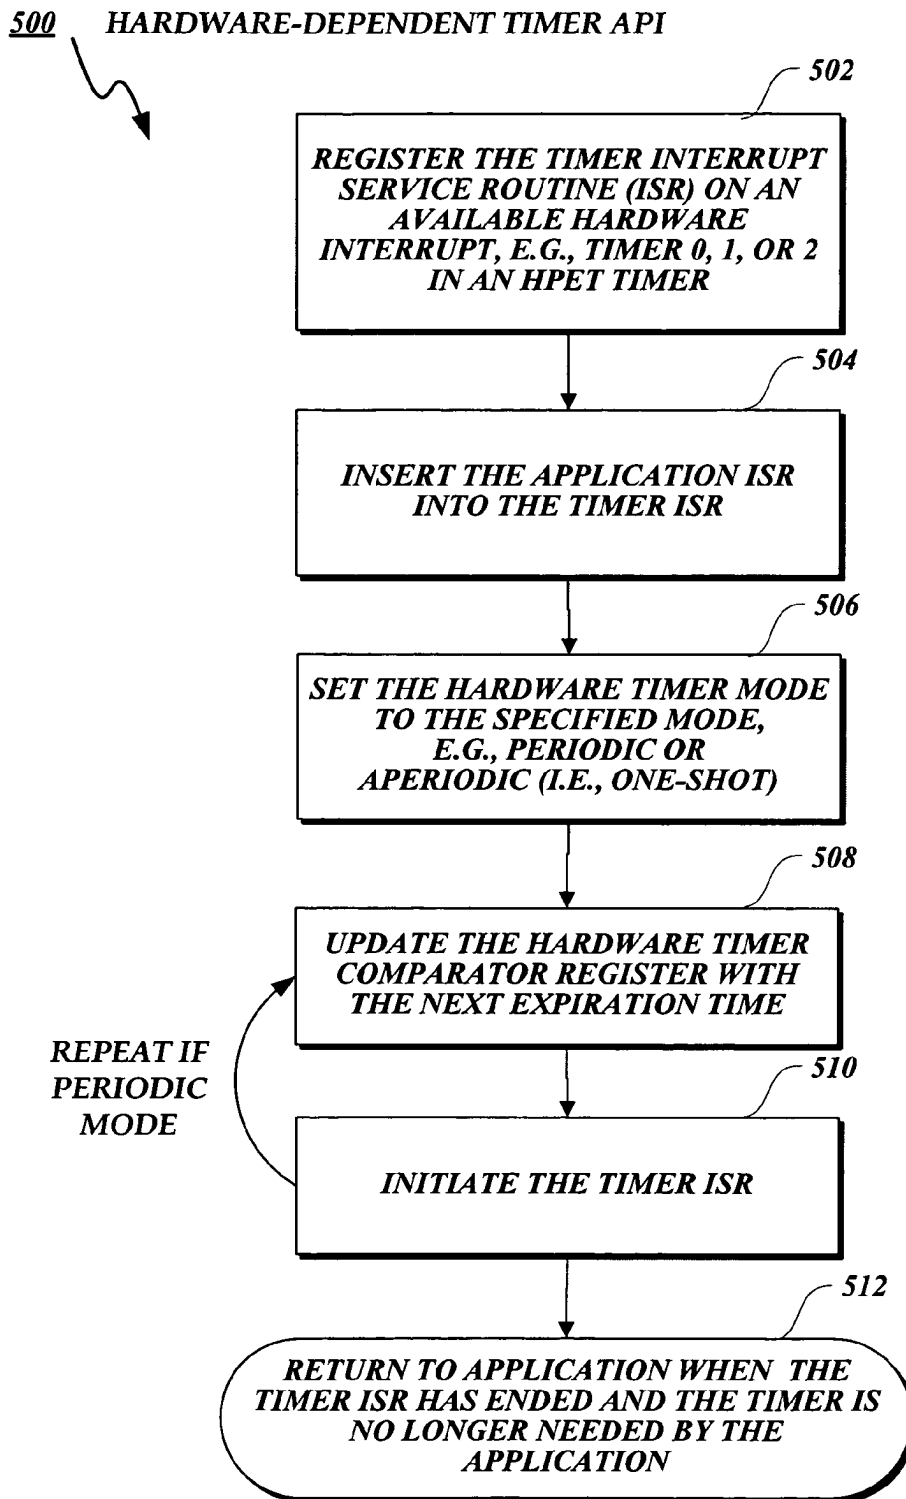 500 HARDWARE-DEPENDENT TIMER API
502
REGISTER THE TIMER INTERRUPT
SERVICE ROUTINE (ISR) ON AN
AVAILABLE HARDWARE
INTERRUPT, E.G., TIMER 0, 1, OR 2
IN AN HPET TIMER
504
INSERT THE APPLICATION ISR
INTO THE TIMER ISR
506
SET THE HARDWARE TIMER MODE
TO THE SPECIFIED MODE,
E.G., PERIODIC OR
APERIODIC (I.E., ONE-SHOT)
508
UPDATE THE HARDWARE TIMER
COMPARATOR REGISTER WITH
THE NEXT EXPIRATION TIME
REPEAT IF
PERIODIC
MODE
510
INITIATE THE TIMER ISR
512
RETURN TO APPLICATION WHEN THE
TIMER ISR HAS ENDED AND THE TIMER IS
NO LONGER NEEDED BY THE
APPLICATION